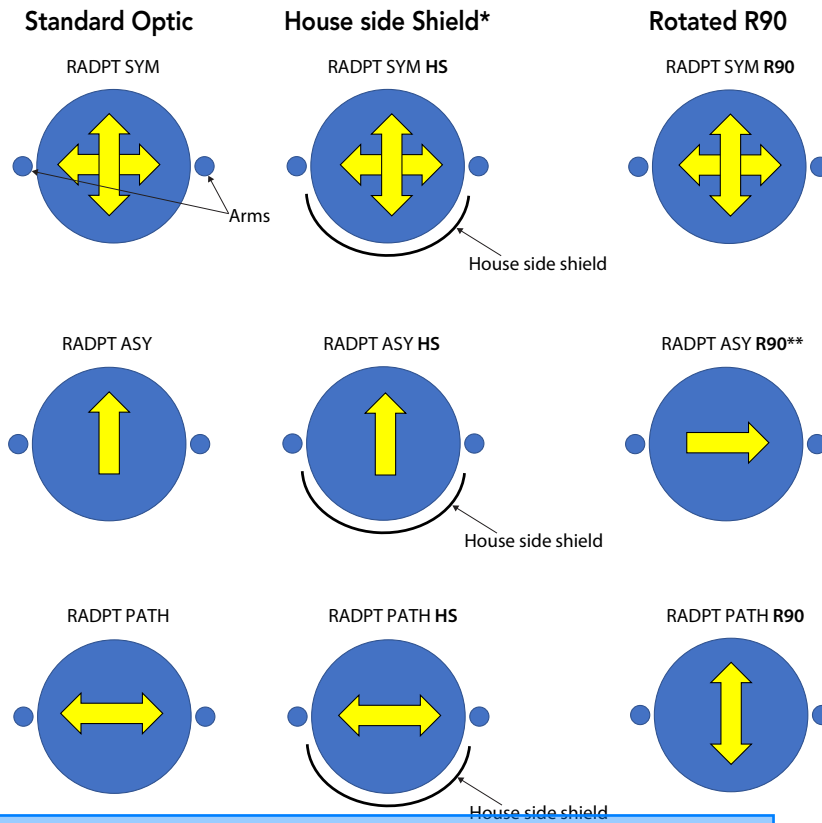 Standard Optic House side Shield* Rotated R90
RADPT SYM RADPT SYM HS RADPT SYM R90
Arms
House side shield
RADPT ASY RADPT ASY HS RADPT ASY R90**
House side shield
RADPT PATH RADPT PATH HS RADPT PATH R90
House side shield